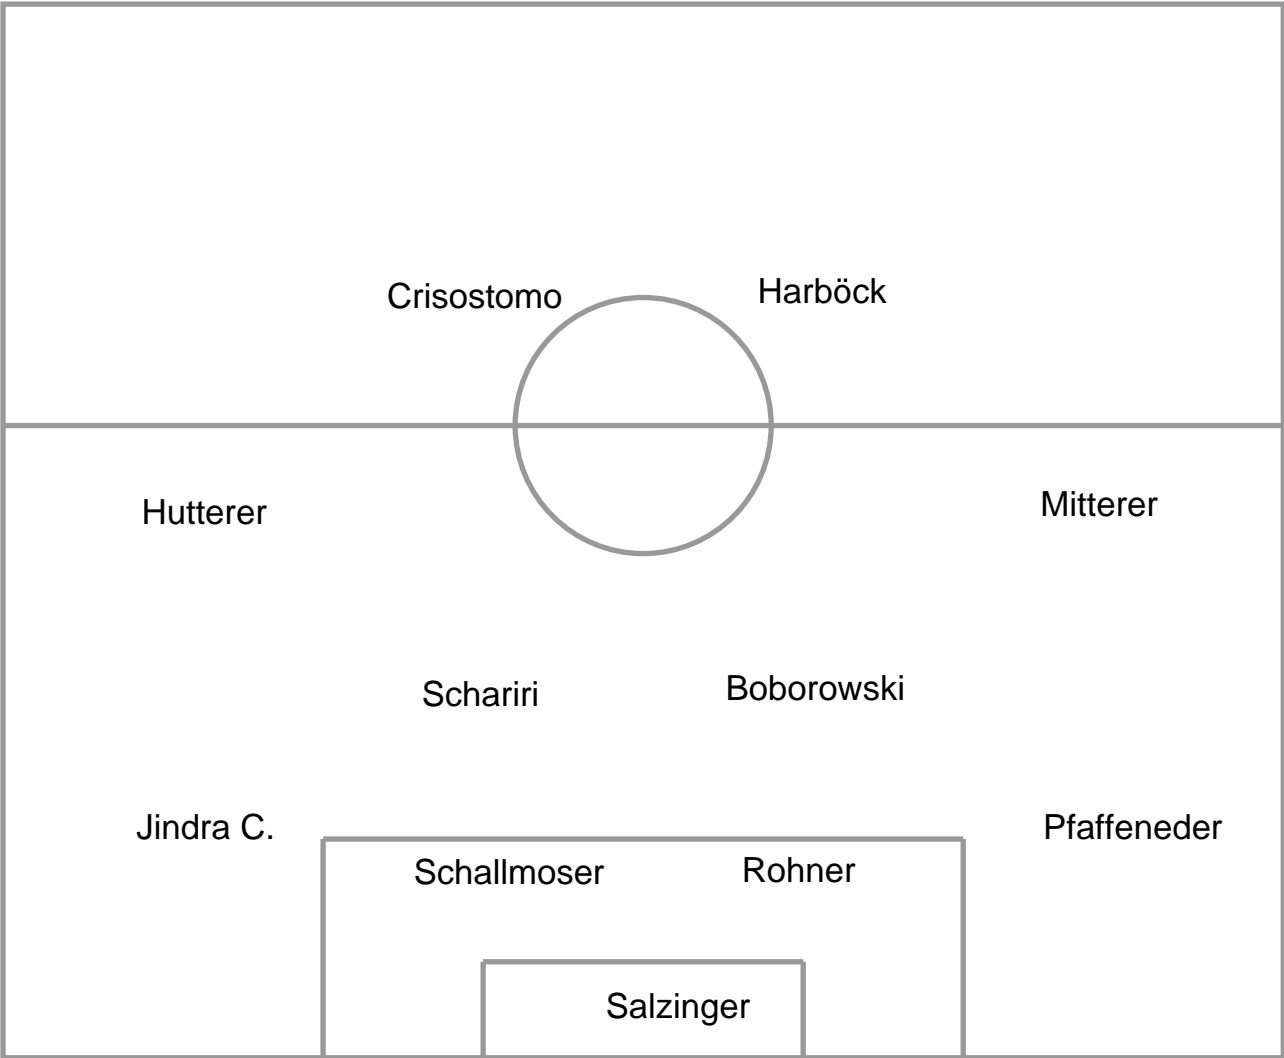 Crisostomo
Harböck
Hutterer
Mitterer
Schariri
Boborowski
Jindra C.
Pfaffeneder
Schallmoser
Rohner
Salzinger